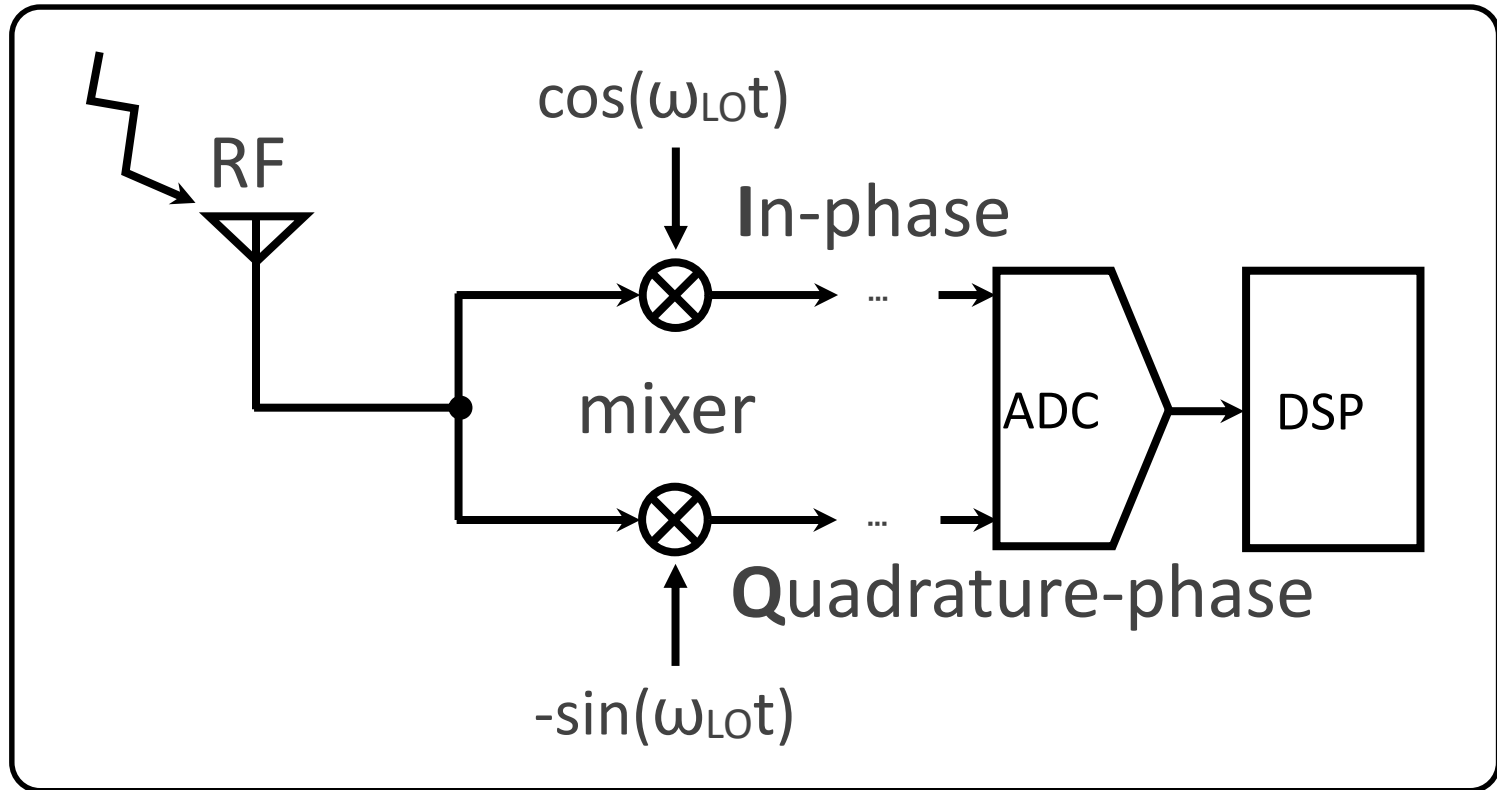 cos(ωLOt)
RF
In-phase
...
mixer
ADC
DSP
...
Quadrature-phase
-sin(ωLOt)